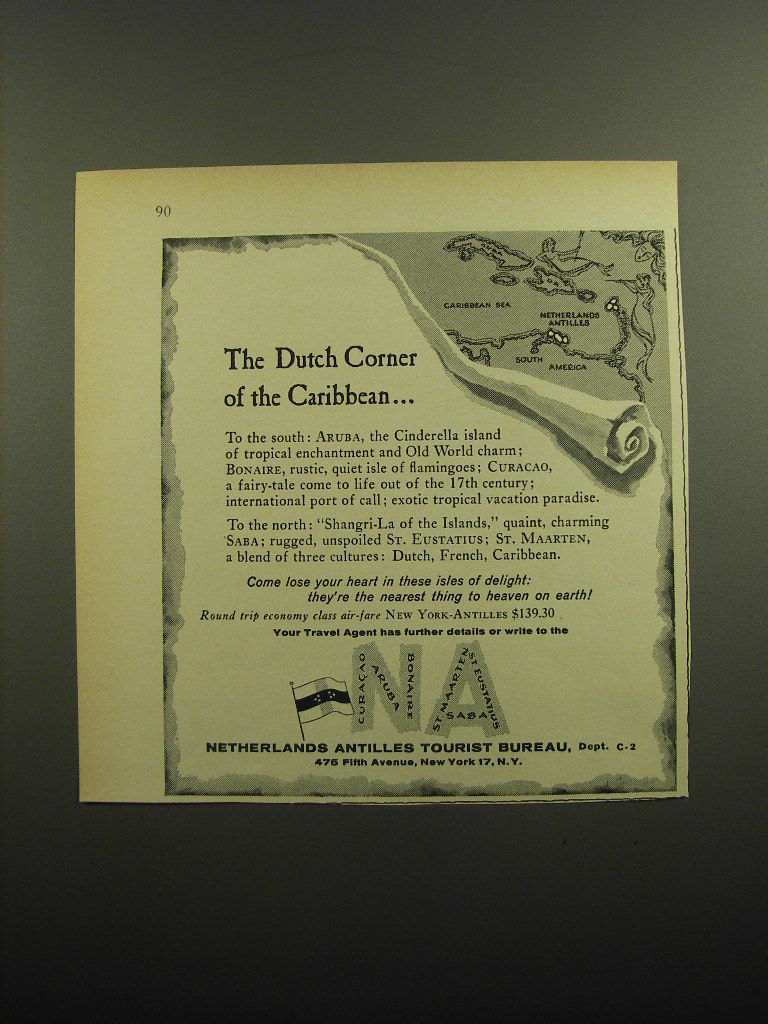 90
CUBA
D.R.
CARIBBEAN SEA
NETHERLANDS
ANTILLES
SOUTH
AMERICA
The Dutch Corner
of the Caribbean...
To the south: ARUBA, the Cinderella island
of tropical enchantment and Old World charm;
BONAIRE, rustic, quiet isle of flamingoes; CURACAO,
a fairy-tale come to life out of the 17th century;
international port of call; exotic tropical vacation paradise.
To the north: "Shangri-La of the Islands," quaint, charming
SABA; rugged, unspoiled ST. EUSTATIUS; ST. MAARTEN,
a blend of three cultures: Dutch, French, Caribbean.
Come lose your heart in these isles of delight:
they're the nearest thing to heaven on earth!
Round trip economy class air-fare NEW YORK-ANTILLES $139.30
Your Travel Agent has further details or write to the
NA
CURAÇAO
ARUBA
BONAIRE
ST. MAARTEN
ST EUSTATIUS
SABA
NETHERLANDS ANTILLES TOURIST BUREAU, Dept. C-2
475 Fifth Avenue, New York 17, N.Y.